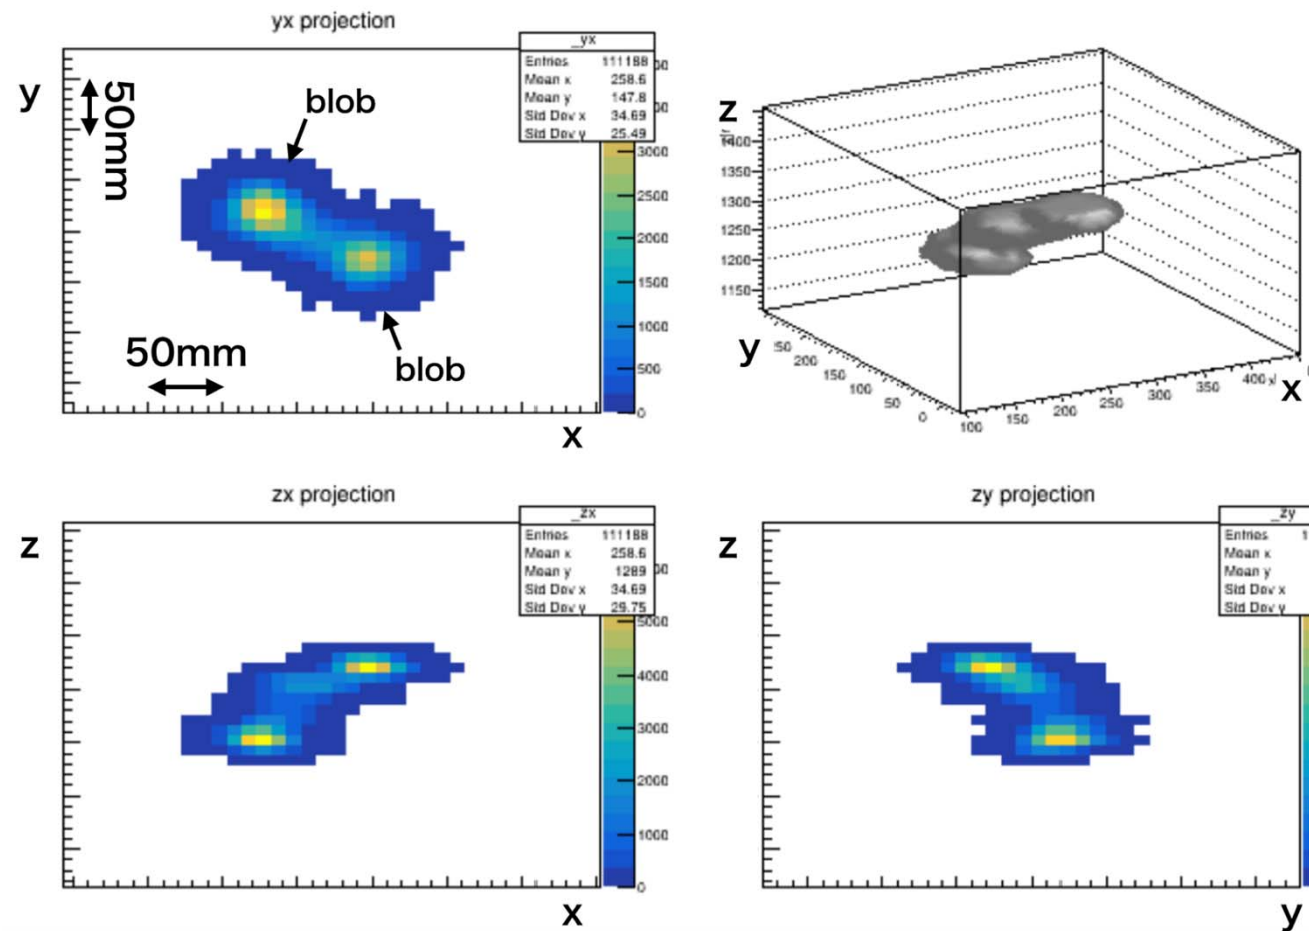 yx projection
y
50mm
blob
50mm
blob
x
_yx
Entries 111188
Mean x 258.6
Mean y 147.8
Std Dev x 34.69
Std Dev y 25.49
3000
2500
2000
1500
1000
500
0
z
1400
1350
1300
1250
1200
1150
y
50
200
150
100
50
0
100
150
200
250
300
350
400
x
zx projection
z
_zx
Entries 111188
Mean x 258.6
Mean y 1289
Std Dev x 34.69
Std Dev y 29.75
5000
4000
3000
2000
1000
0
x
zy projection
z
_zy
Entries 1
Mean x
Mean y
Std Dev x
Std Dev y
y